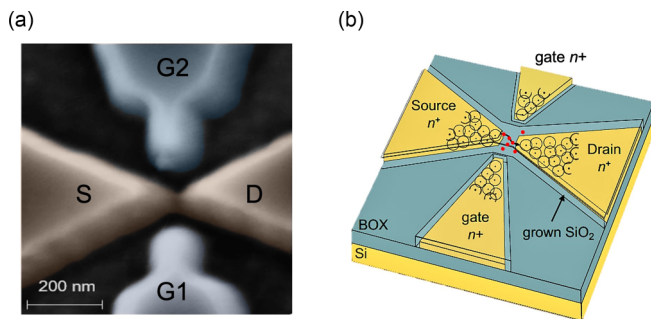 (a)
(b)
G2
S
D
G1
200 nm
gate n+
Source
n+
Drain
n+
gate
n+
grown SiO₂
BOX
Si